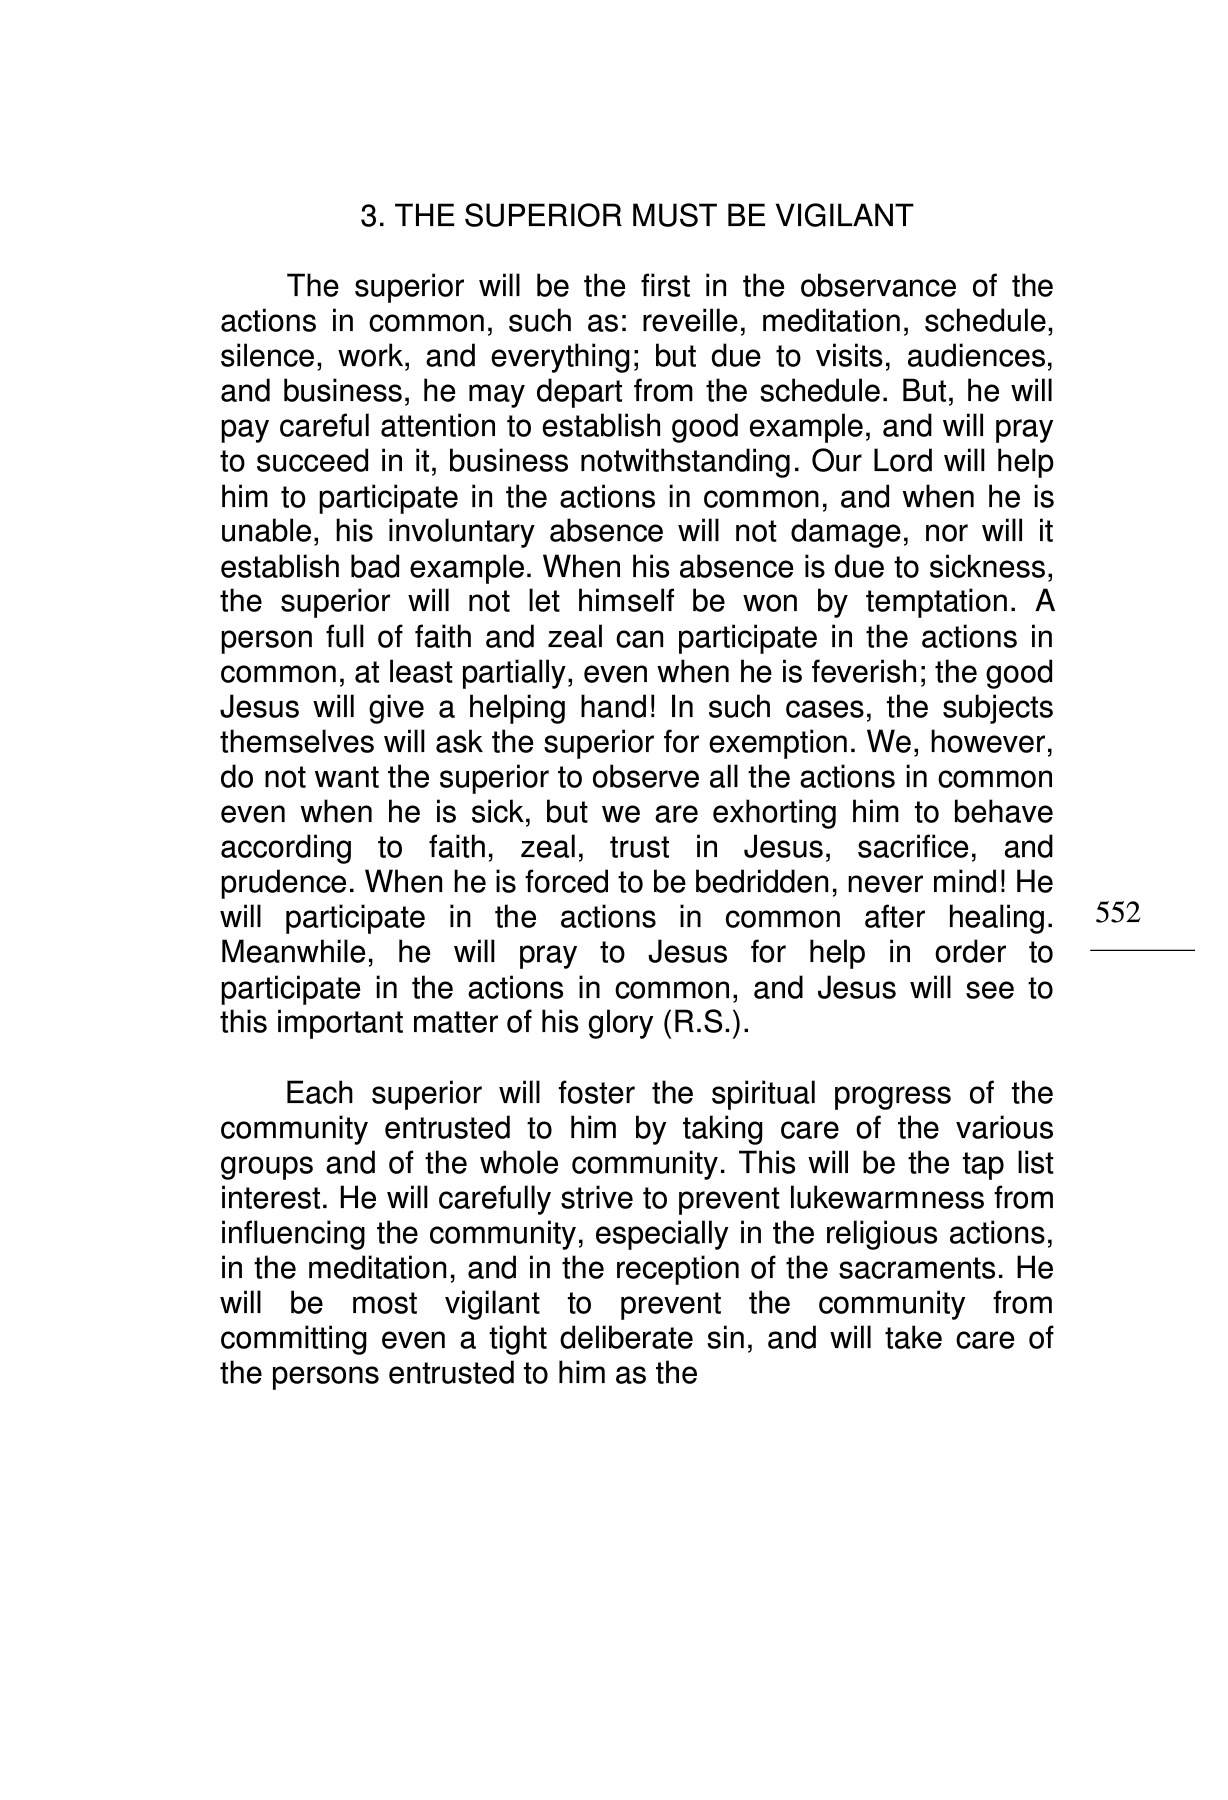 3. THE SUPERIOR MUST BE VIGILANT
The superior will be the first in the observance of the
actions in common, such as: reveille, meditation, schedule,
silence, work, and everything; but due to visits, audiences,
and business, he may depart from the schedule. But, he will
pay careful attention to establish good example, and will pray
to succeed in it, business notwithstanding. Our Lord will help
him to participate in the actions in common, and when he is
unable, his involuntary absence will not damage, nor will it
establish bad example. When his absence is due to sickness,
the superior will not let himself be won by temptation. A
person full of faith and zeal can participate in the actions in
common, at least partially, even when he is feverish; the good
Jesus will give a helping hand! In such cases, the subjects
themselves will ask the superior for exemption. We, however,
do not want the superior to observe all the actions in common
even when he is sick, but we are exhorting him to behave
according to faith, zeal, trust in Jesus, sacrifice, and
prudence. When he is forced to be bedridden, never mind! He
will participate in the actions in common after healing.
Meanwhile, he will pray to Jesus for help in order to
participate in the actions in common, and Jesus will see to
this important matter of his glory (R.S.).
Each superior will foster the spiritual progress of the
community entrusted to him by taking care of the various
groups and of the whole community. This will be the tap list
interest. He will carefully strive to prevent lukewarmness from
influencing the community, especially in the religious actions,
in the meditation, and in the reception of the sacraments. He
will be most vigilant to prevent the community from
committing even a tight deliberate sin, and will take care of
the persons entrusted to him as the
552